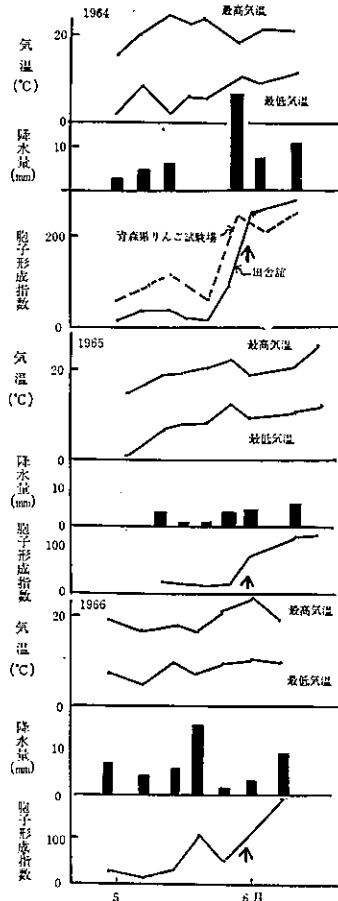 1964
最高気温
気温(℃)
20
0
最低気温
降水量(mm)
10
胞子形成指数
200
0
青森県りんご試験場
田舎館
1965
最高気温
気温(℃)
20
0
最低気温
降水量(mm)
10
0
胞子形成指数
100
0
1966
最高気温
気温(℃)
20
0
最低気温
降水量(mm)
10
0
胞子形成指数
100
0
5
6月